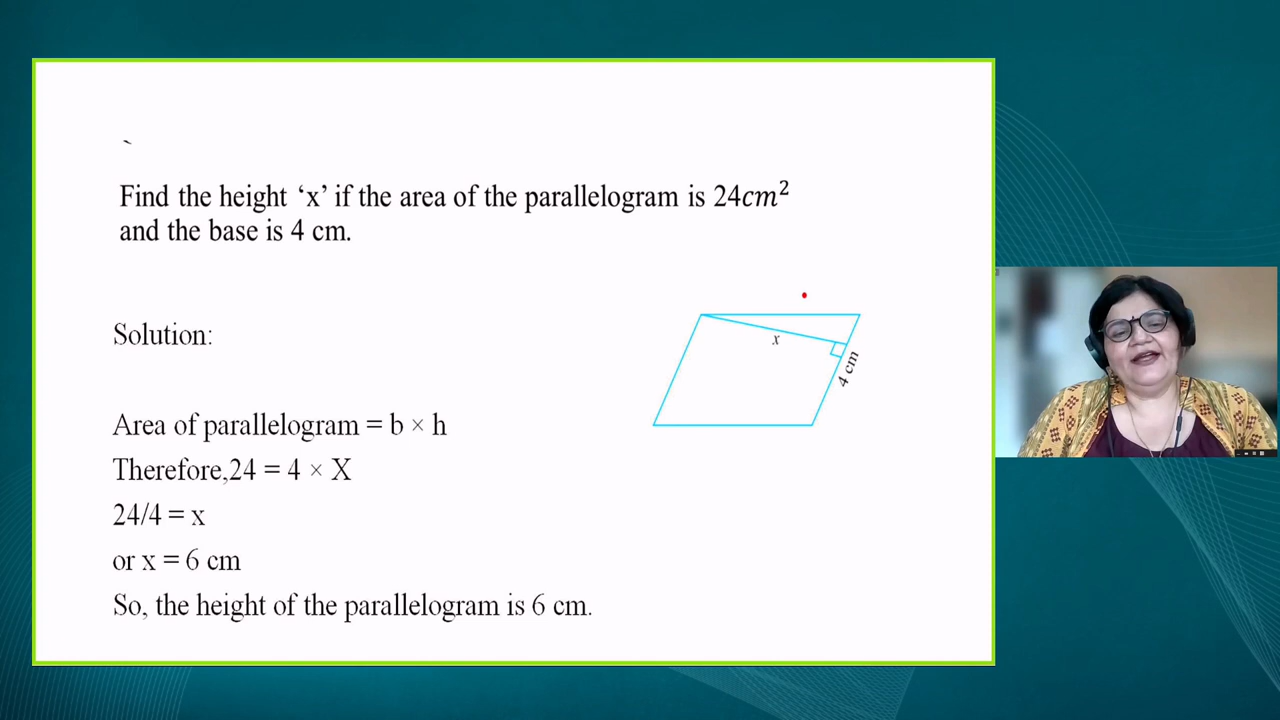 `
Find the height ‘x’ if the area of the parallelogram is 24cm²
and the base is 4 cm.
Solution:
x
4 cm
Area of parallelogram = b × h
Therefore,24 = 4 × X
24/4 = x
or x = 6 cm
So, the height of the parallelogram is 6 cm.